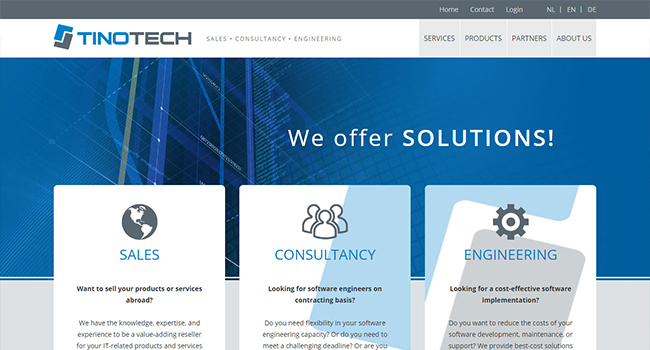 Home Contact Login NL | EN | DE
TINOTECH SALES • CONSULTANCY • ENGINEERING
SERVICES PRODUCTS PARTNERS ABOUT US
We offer SOLUTIONS!
SALES
Want to sell your products or services
abroad?
We have the knowledge, expertise, and
experience to be a value-adding reseller
for your IT-related products and services
CONSULTANCY
Looking for software engineers on
contracting basis?
Do you need flexibility in your software
engineering capacity? Or do you need to
meet a challenging deadline? Or are you
ENGINEERING
Looking for a cost-effective software
implementation?
Do you want to reduce the costs of your
software development, maintenance, or
support? We provide best-cost solutions